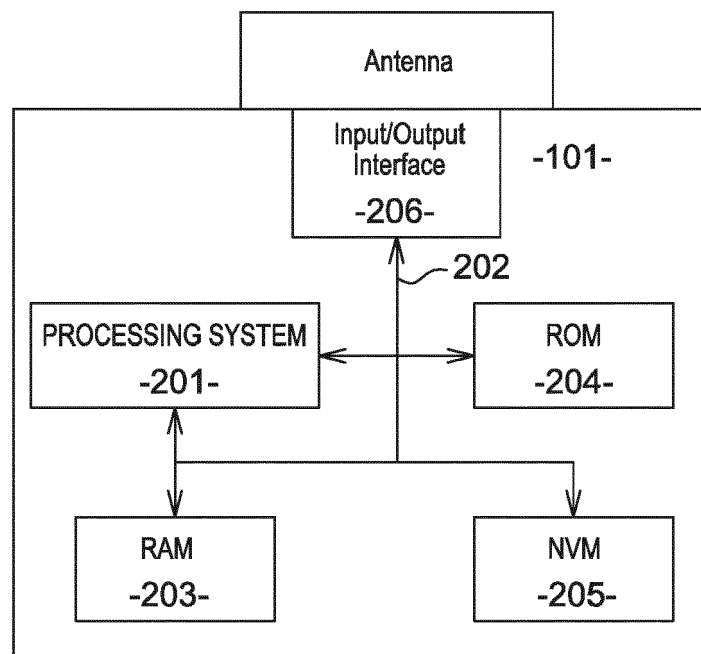 Antenna
Input/Output
Interface
-206-
-101-
202
PROCESSING SYSTEM
-201-
ROM
-204-
RAM
-203-
NVM
-205-